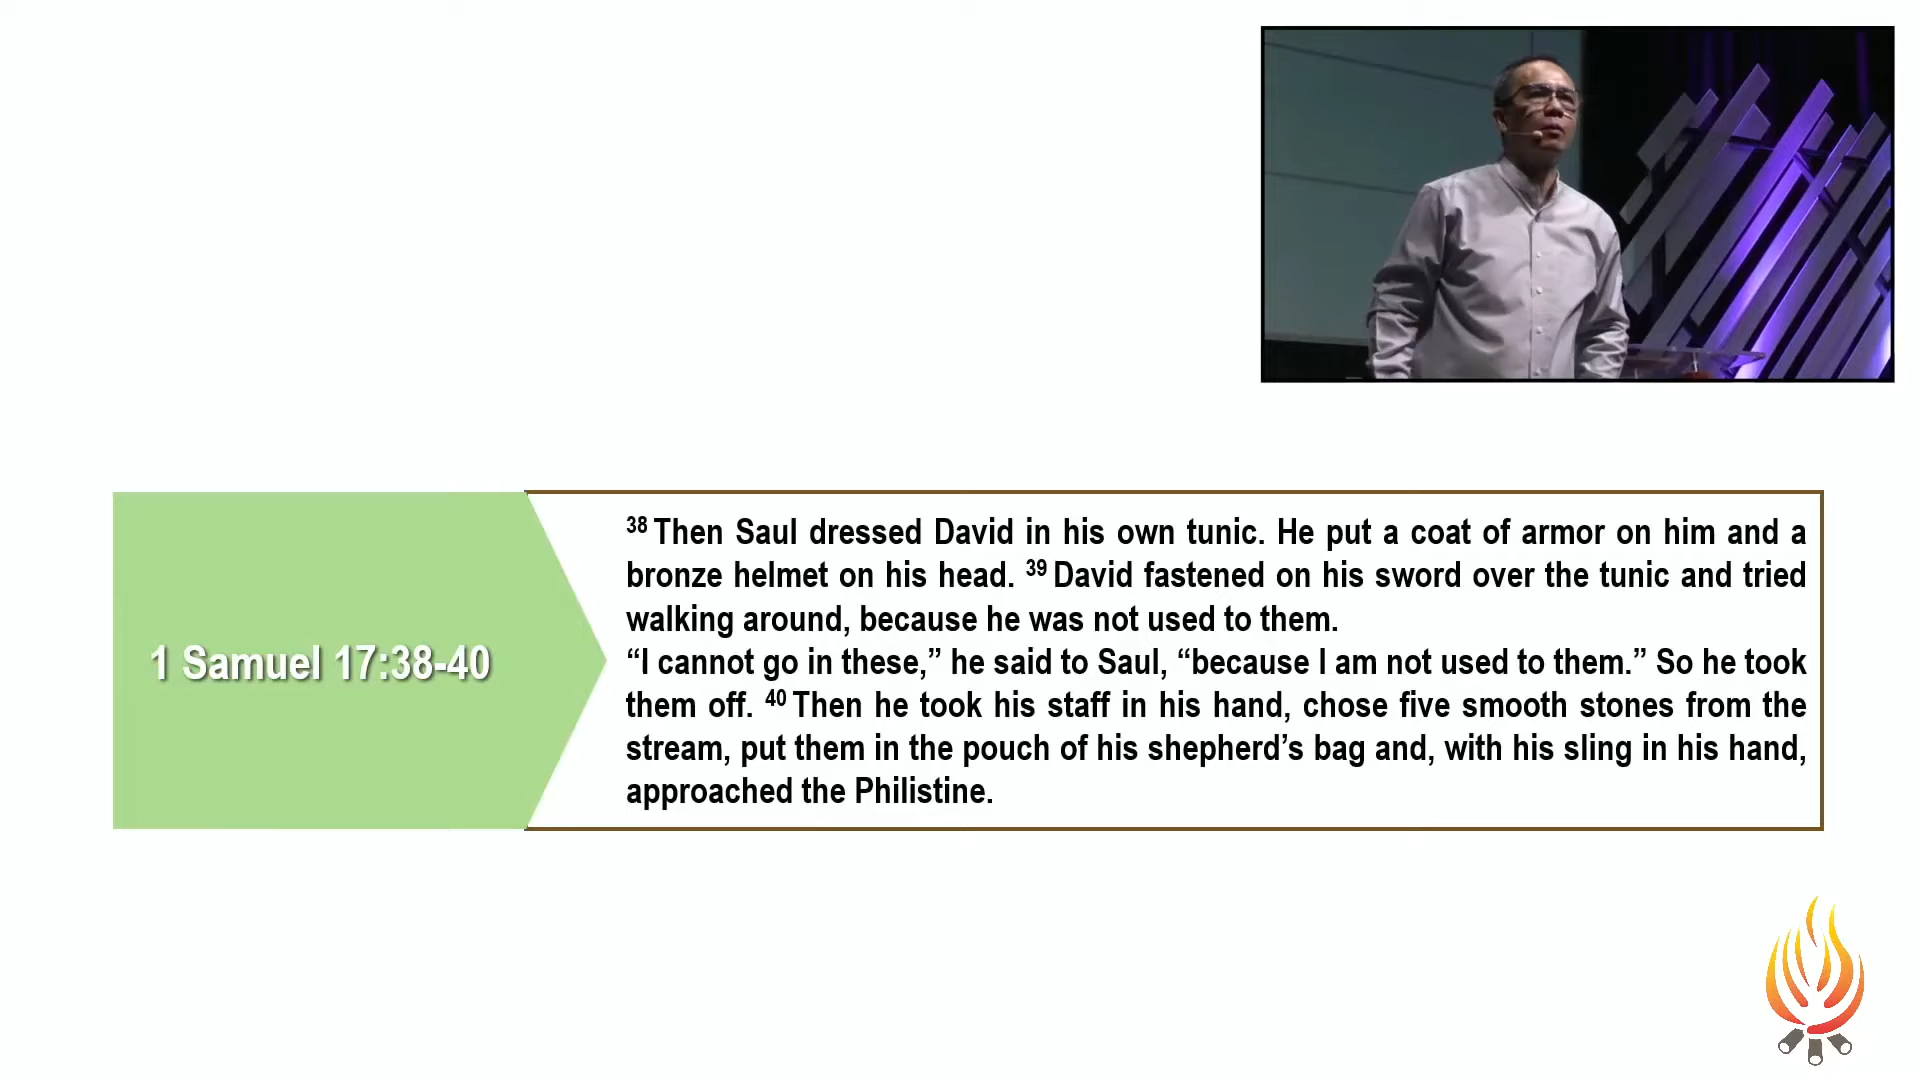 1 Samuel 17:38-40
38 Then Saul dressed David in his own tunic. He put a coat of armor on him and a
bronze helmet on his head. 39 David fastened on his sword over the tunic and tried
walking around, because he was not used to them.
“I cannot go in these,” he said to Saul, “because I am not used to them.” So he took
them off. 40 Then he took his staff in his hand, chose five smooth stones from the
stream, put them in the pouch of his shepherd’s bag and, with his sling in his hand,
approached the Philistine.